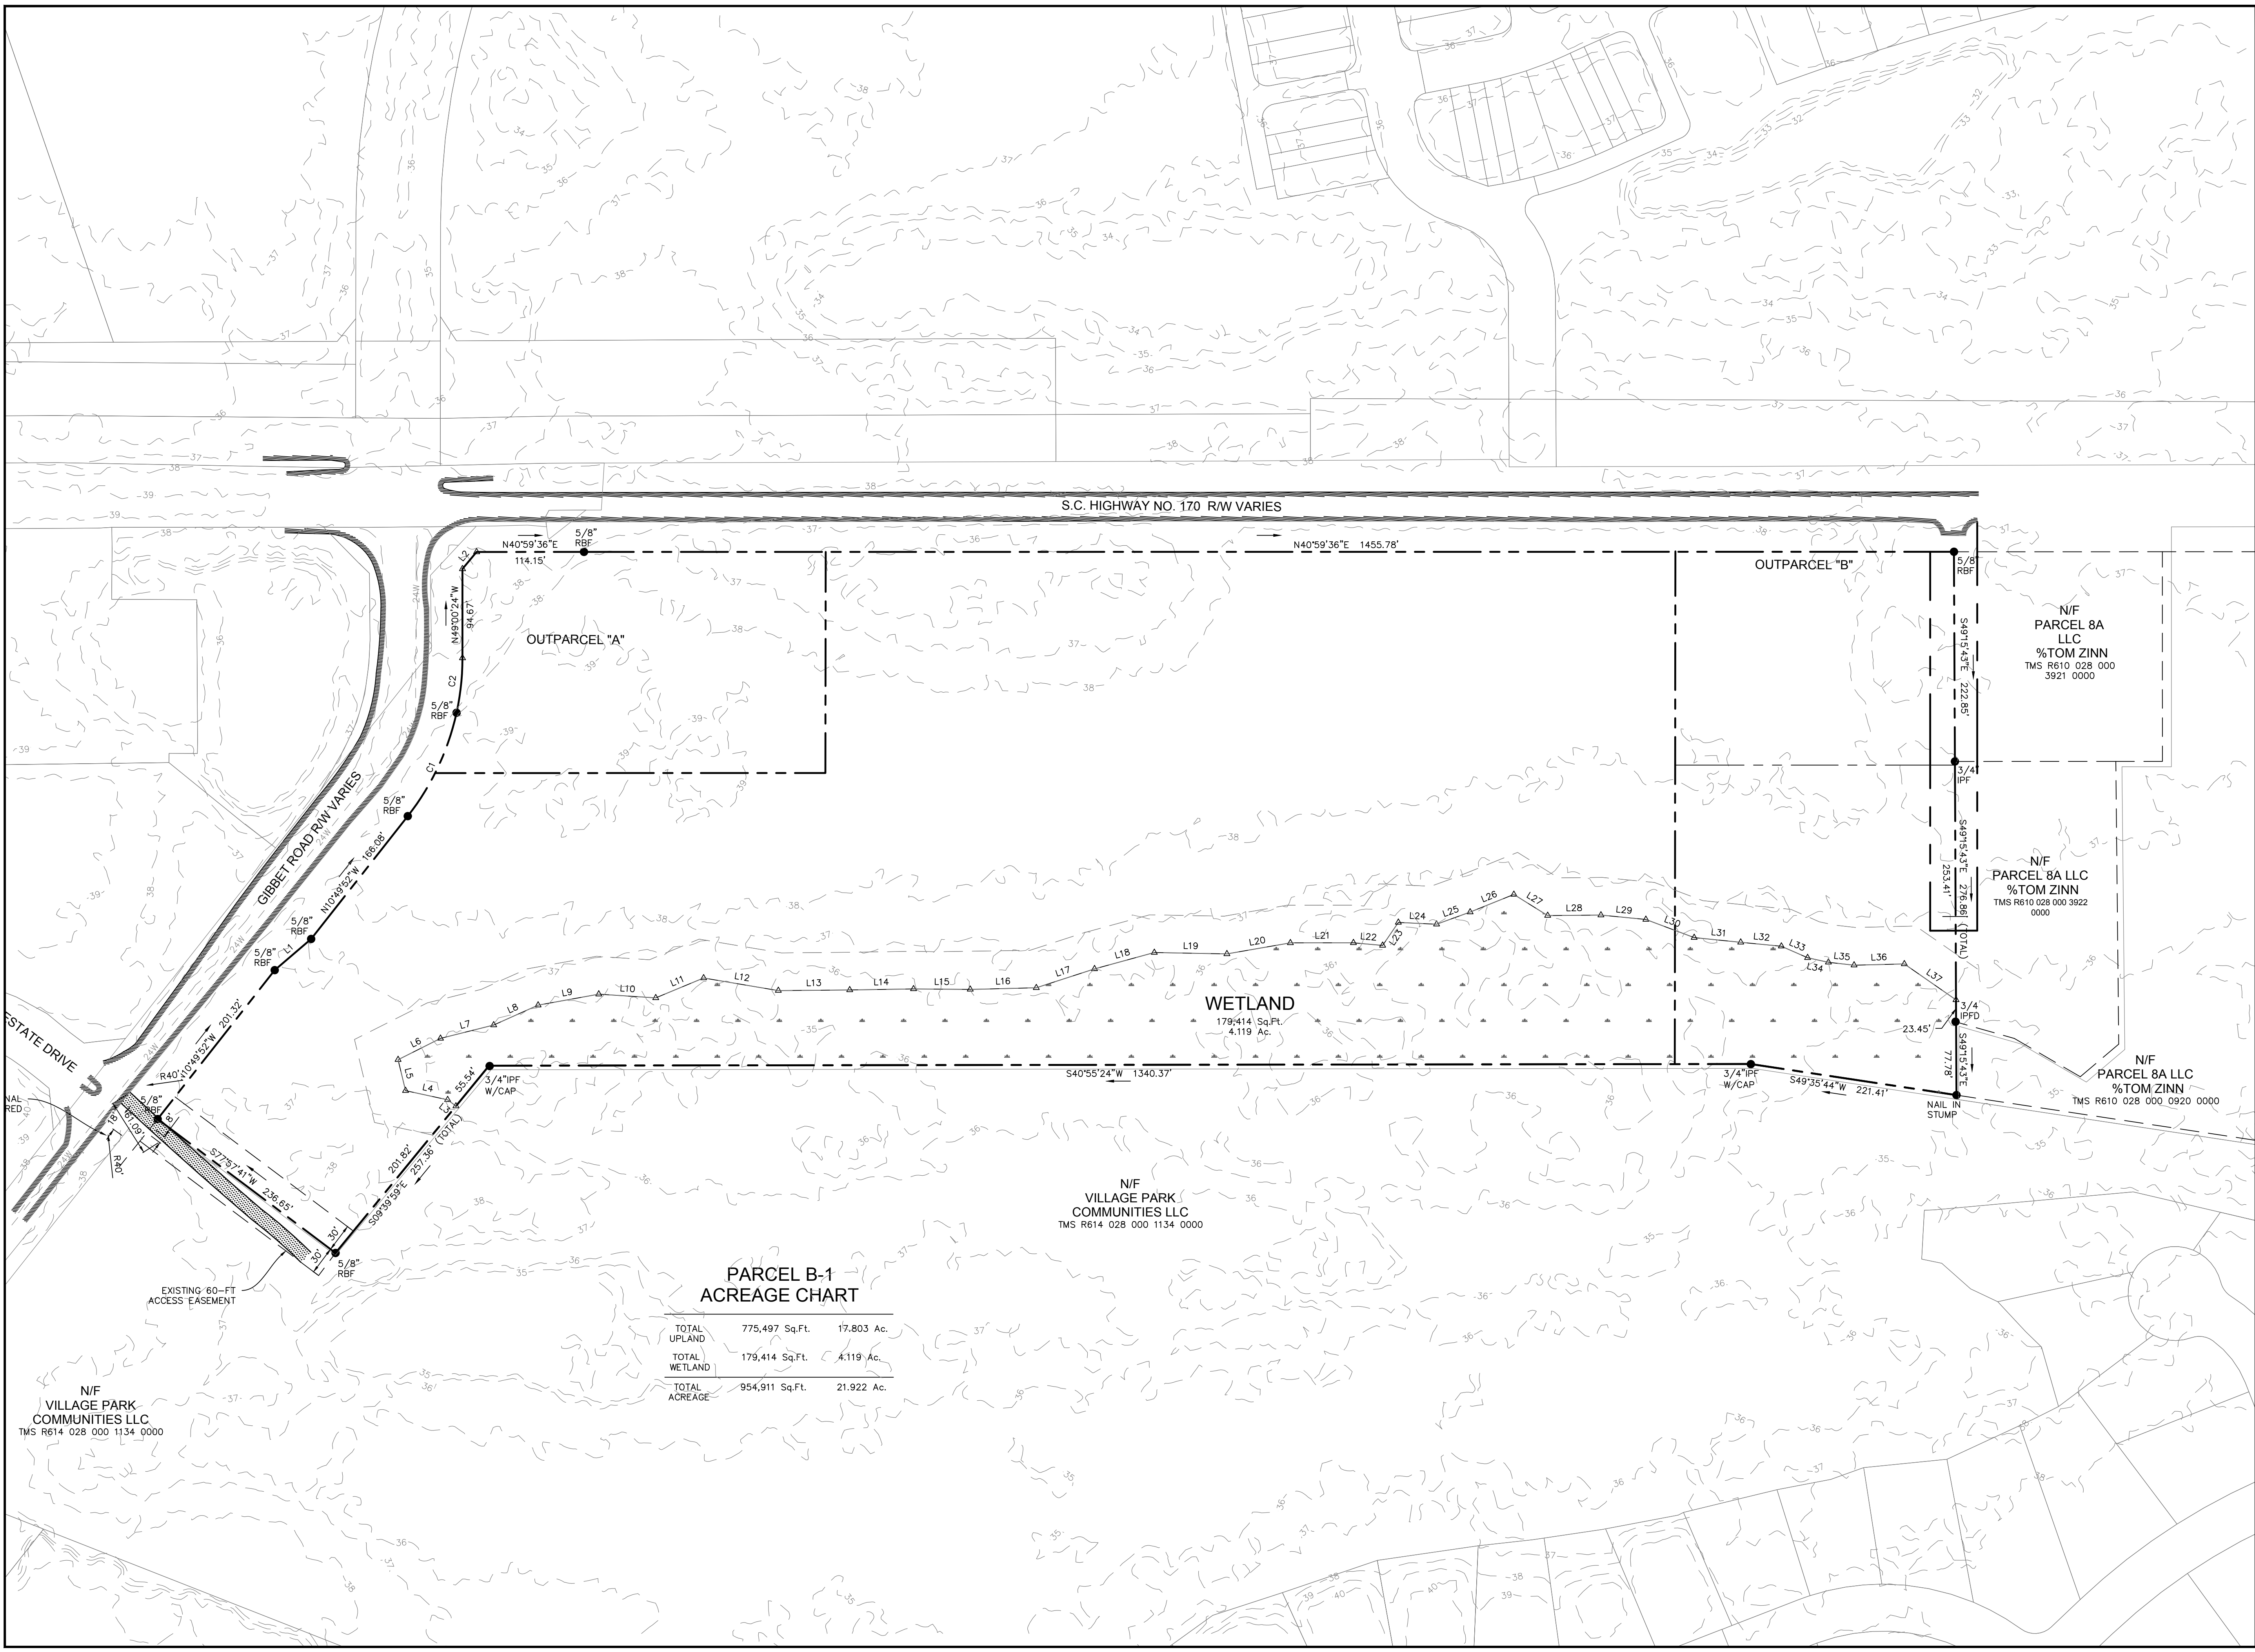 S.C. HIGHWAY NO. 170 R/W VARIES
N40°59'36"E
114.15'
5/8"
RBF
N40°59'36"E 1455.78'
L2
N49°00'24"W
94.67'
C2
5/8"
RBF
C1
OUTPARCEL "A"
OUTPARCEL "B"
5/8
RBF
S49°15'43"E 222.85'
3/4
IPF
N/F
PARCEL 8A
LLC
%TOM ZINN
TMS R610 028 000
3921 0000
S49°15'43"E 276.86' (TOTAL)
253.41'
N/F
PARCEL 8A LLC
%TOM ZINN
TMS R610 028 000 3922
0000
GIBBET ROAD R/W VARIES
24W
5/8"
RBF
N10°49'52"W 166.08'
5/8"
RBF
L1
5/8"
RBF
N10°49'52"W 201.32'
ESTATE DRIVE
NAL
RED
R40'
5/8"
RBF
18'
61.09'
18'
R40'
S77°57'41"W 236.65'
30'
30'
5/8"
RBF
EXISTING 60-FT
ACCESS EASEMENT
201.82'
S09°39'59"E 257.36' (TOTAL)
55.54'
3/4"IPF
W/CAP
L3
L4
L5
L6
L7
L8
L9
L10
L11
L12
L13
L14
L15
L16
L17
L18
L19
L20
L21
L22
L23
L24
L25
L26
L27
L28
L29
L30
L31
L32
L33
L34
L35
L36
L37
WETLAND
179,414 Sq.Ft.
4.119 Ac.
S40°55'24"W 1340.37'
3/4"IPF
W/CAP
S49°35'44"W 221.41'
3/4
IPFD
23.45'
77.78'
S49°15'43"E
NAIL IN
STUMP
N/F
PARCEL 8A LLC
%TOM ZINN
TMS R610 028 000 0920 0000
N/F
VILLAGE PARK
COMMUNITIES LLC
TMS R614 028 000 1134 0000
PARCEL B-1
ACREAGE CHART
TOTAL UPLAND 775,497 Sq.Ft. 17.803 Ac.
TOTAL WETLAND 179,414 Sq.Ft. 4.119 Ac.
TOTAL ACREAGE 954,911 Sq.Ft. 21.922 Ac.
N/F
VILLAGE PARK
COMMUNITIES LLC
TMS R614 028 000 1134 0000